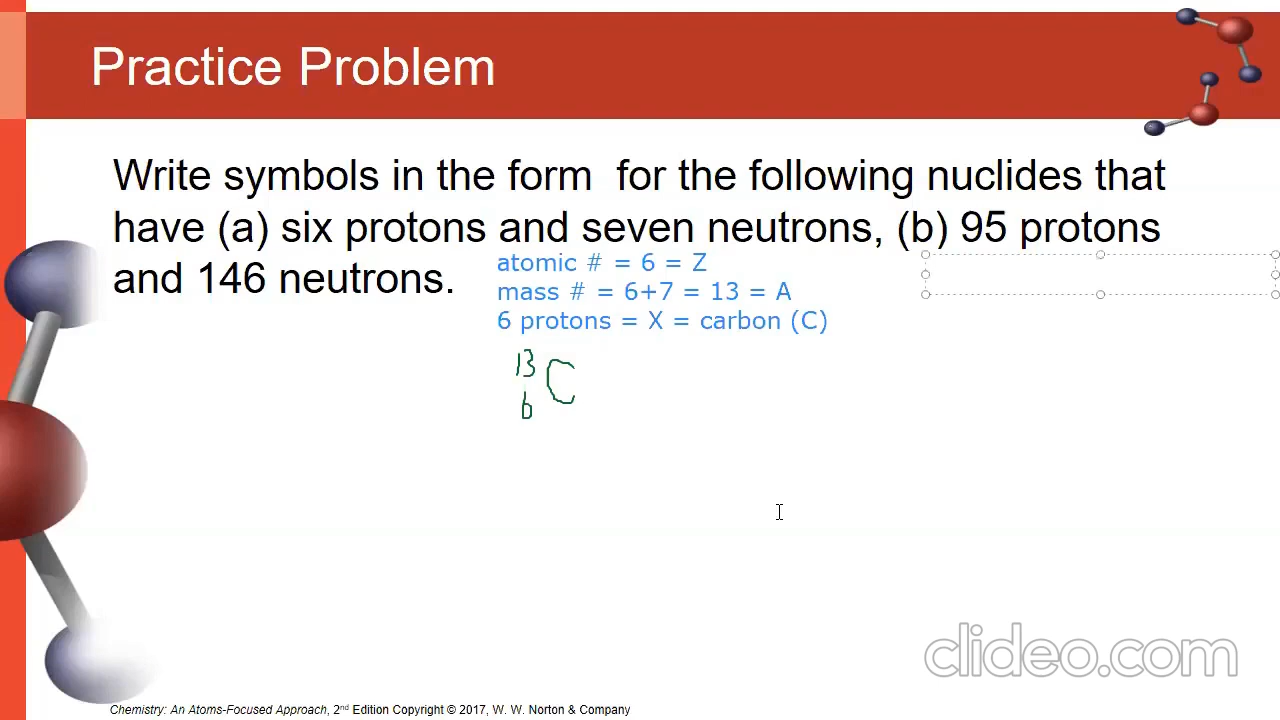 Practice Problem
Write symbols in the form for the following nuclides that
have (a) six protons and seven neutrons, (b) 95 protons
and 146 neutrons.
atomic # = 6 = Z
mass # = 6+7 = 13 = A
6 protons = X = carbon (C)
13
C
6
clideo.com
Chemistry: An Atoms-Focused Approach, 2nd Edition Copyright © 2017, W. W. Norton & Company